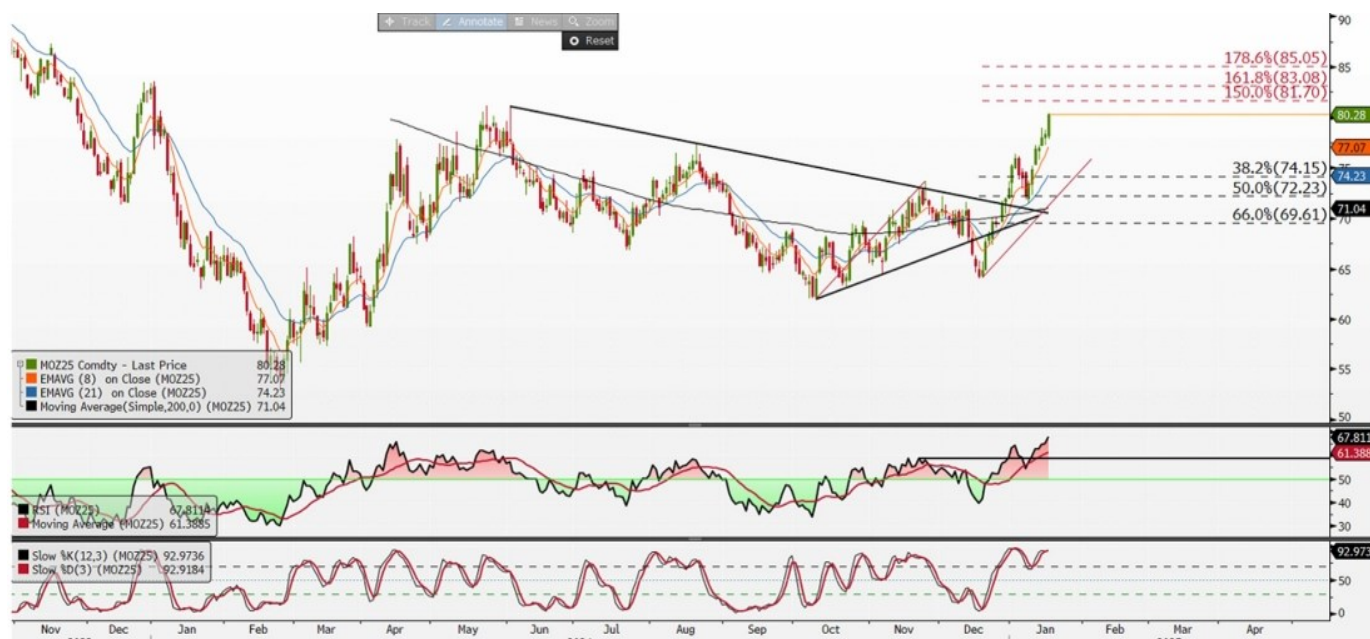 Track Annotate News Zoom
Reset
90
85
75
70
65
60
55
50
178.6%(85.05)
161.8%(83.08)
150.0%(81.70)
80.28
77.07
38.2%(74.15)
74.23
50.0%(72.23)
71.04
66.0%(69.61)
MOZ25 Comdty - Last Price 80.28
EMAVG (8) on Close (MOZ25) 77.07
EMAVG (21) on Close (MOZ25) 74.23
Moving Average(Simple,200,0) (MOZ25) 71.04
67.811
61.388
50
40
30
RSI (MOZ25) 67.8114
Moving Average (MOZ25) 61.3885
Slow %K(12,3) (MOZ25) 92.9736
Slow %D(3) (MOZ25) 92.9184
92.973
50
0
Nov Dec Jan Feb Mar Apr May Jun Jul Aug Sep Oct Nov Dec Jan Feb Mar Apr